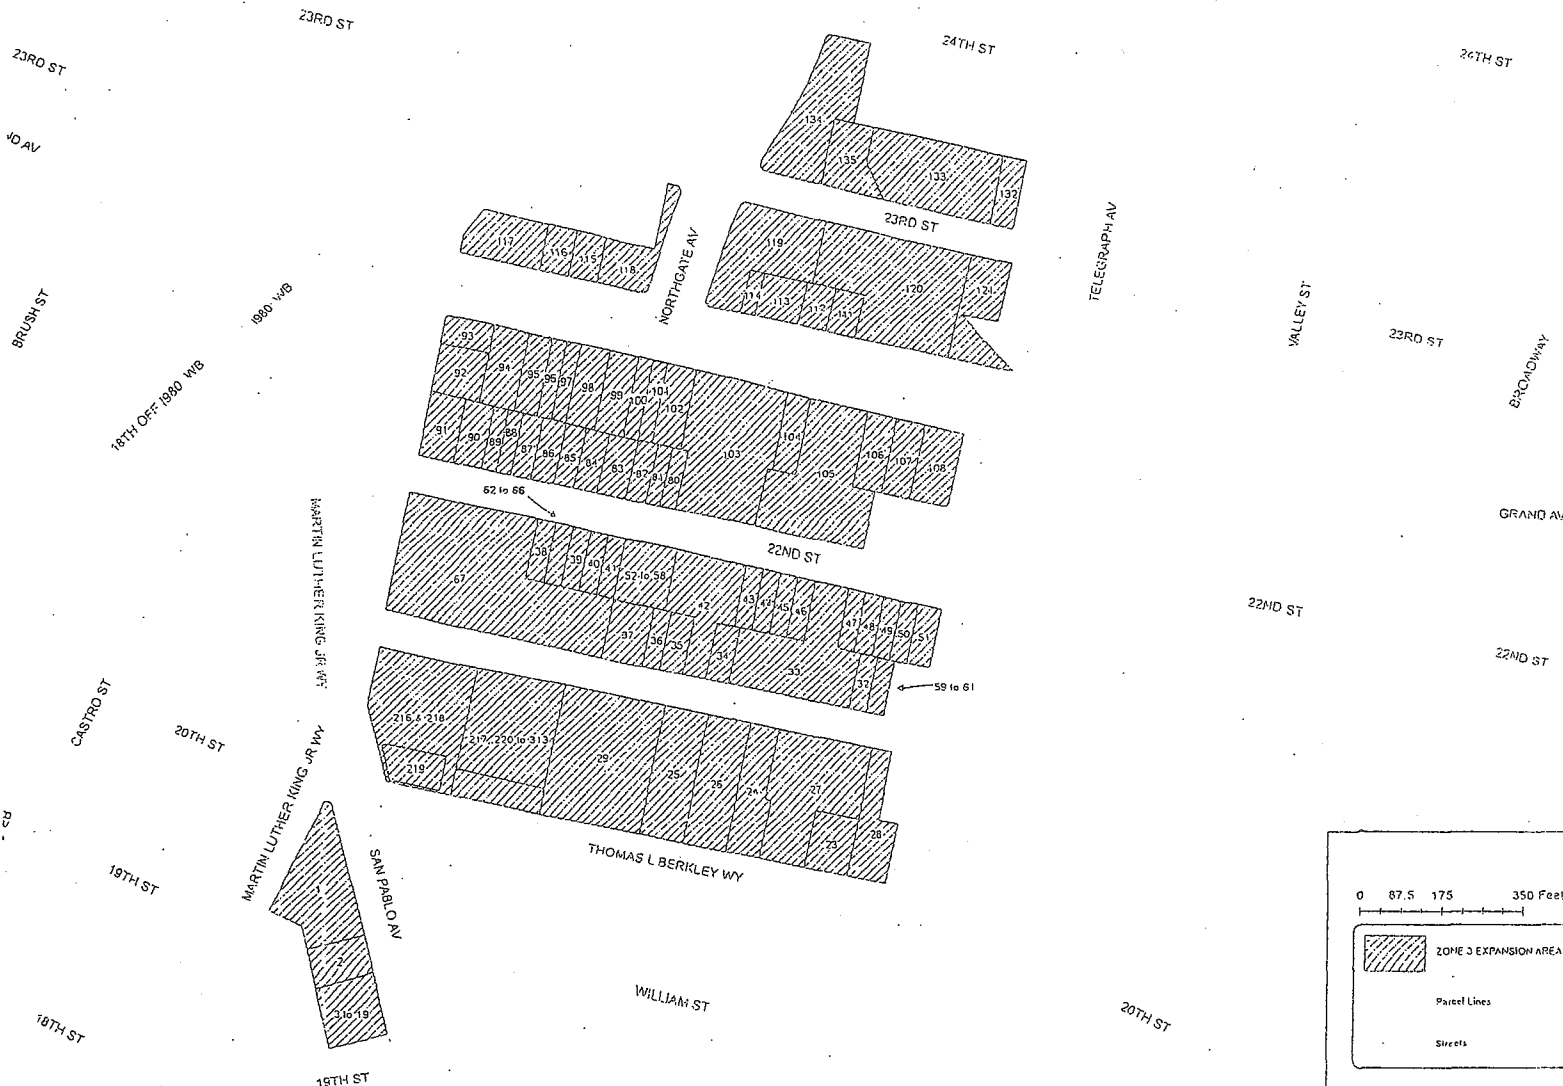 23RD ST
24TH ST
24TH ST
23RD ST
134
135
133
132
23RD ST
TELEGRAPH AV
117
116
115
118
NORTHGATE AV
119
120
121
114
113
112
111
BRUSH ST
I980 WB
VALLEY ST
23RD ST
BROADWAY
18TH OFF I980 WB
93
92
94
95
96
97
98
99
100
101
102
103
104
105
106
107
108
91
90
89
88
87
86
85
84
83
82
81
80
62 to 66
MARTIN LUTHER KING JR WY
22ND ST
GRAND AV
67
38
39
40
41
52 to 58
42
43
45
46
47
48
49
50
51
22ND ST
37
36
35
34
33
32
59 to 61
22ND ST
CASTRO ST
20TH ST
216 & 218
217, 220 to 313
219
29
25
26
24
27
23
28
MARTIN LUTHER KING JR WY
THOMAS L BERKLEY WY
19TH ST
SAN PABLO AV
1
2
3 to 19
18TH ST
19TH ST
WILLIAM ST
20TH ST
0 87.5 175 350 Feet
ZONE 3 EXPANSION AREA
Parcel Lines
Streets